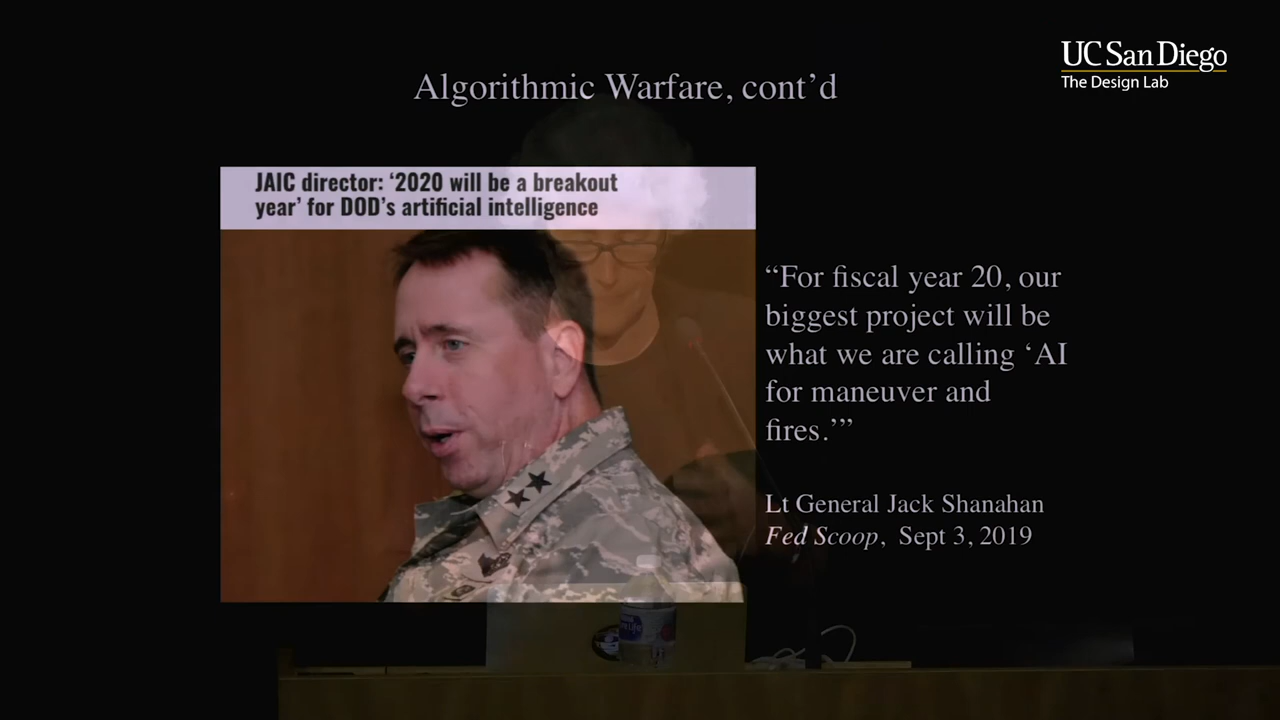 UC San Diego
The Design Lab
Algorithmic Warfare, cont’d
JAIC director: ‘2020 will be a breakout
year’ for DOD’s artificial intelligence
“For fiscal year 20, our
biggest project will be
what we are calling ‘AI
for maneuver and
fires.’”
Lt General Jack Shanahan
Fed Scoop, Sept 3, 2019